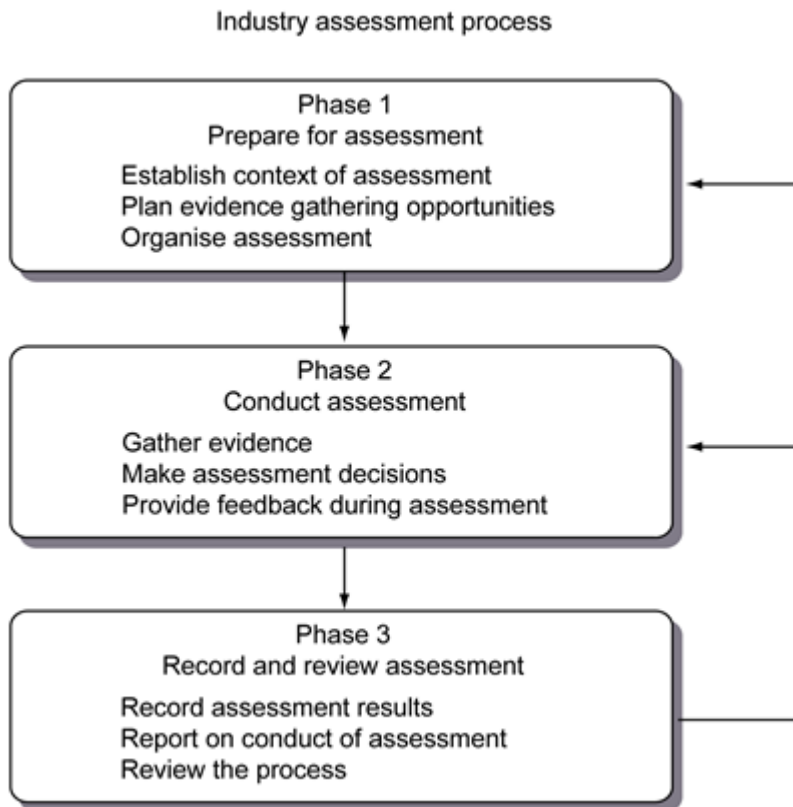 Industry assessment process
Phase 1
Prepare for assessment
Establish context of assessment
Plan evidence gathering opportunities
Organise assessment
Phase 2
Conduct assessment
Gather evidence
Make assessment decisions
Provide feedback during assessment
Phase 3
Record and review assessment
Record assessment results
Report on conduct of assessment
Review the process